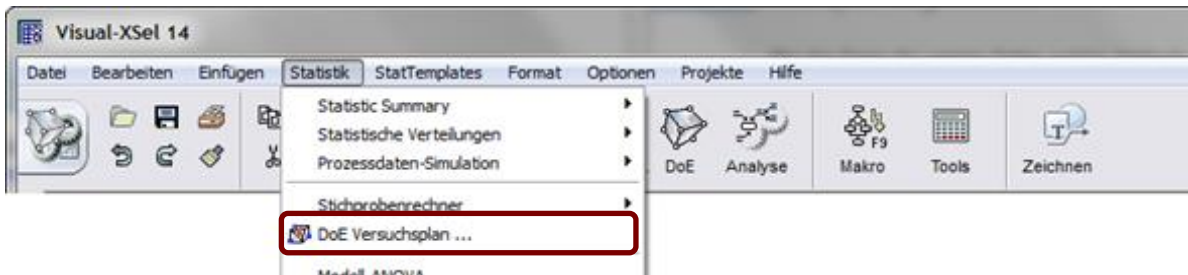 Visual-XSel 14
Datei Bearbeiten Einfügen Statistik StatTemplates Format Optionen Projekte Hilfe
Statistic Summary
Statistische Verteilungen
Prozessdaten-Simulation
Stichprobenrechner
DoE Versuchsplan ...
Modell ANOVA
F9
DoE Analyse Makro Tools Zeichnen